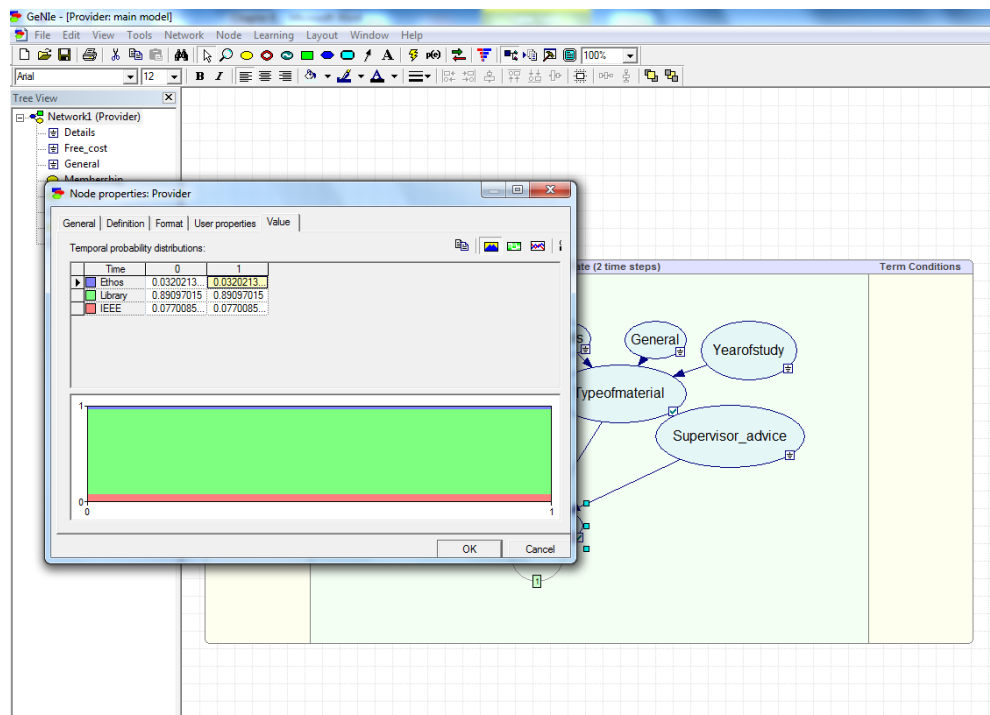 GeNIe - [Provider: main model]
File Edit View Tools Network Node Learning Layout Window Help
p(e) 100%
Arial 12 B I A
Tree View
Network1 (Provider)
Details
Free_cost
General
Membership
Node properties: Provider
General Definition Format User properties Value
Temporal probability distributions:
Time 0 1
Ethos 0.0320213... 0.0320213...
Library 0.89097015 0.89097015
IEEE 0.0770085... 0.0770085...
1
0
0 1
OK Cancel
(2 time steps) Term Conditions
General
Yearofstudy
Typeofmaterial
Supervisor_advice
1